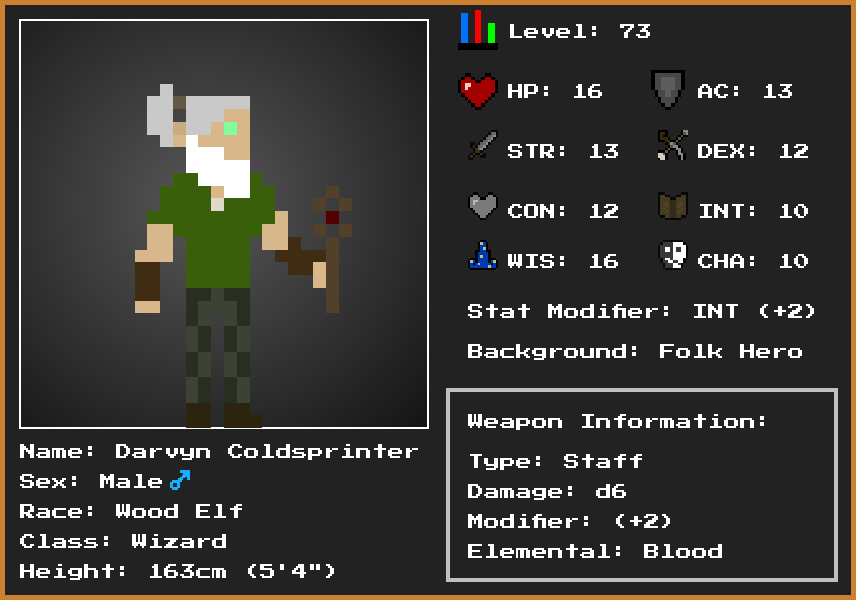 Level: 73
HP: 16
AC: 13
STR: 13
DEX: 12
CON: 12
INT: 10
WIS: 16
CHA: 10
Stat Modifier: INT (+2)
Background: Folk Hero
Weapon Information:
Type: Staff
Damage: d6
Modifier: (+2)
Elemental: Blood
Name: Darvyn Coldsprinter
Sex: Male♂
Race: Wood Elf
Class: Wizard
Height: 163cm (5'4")